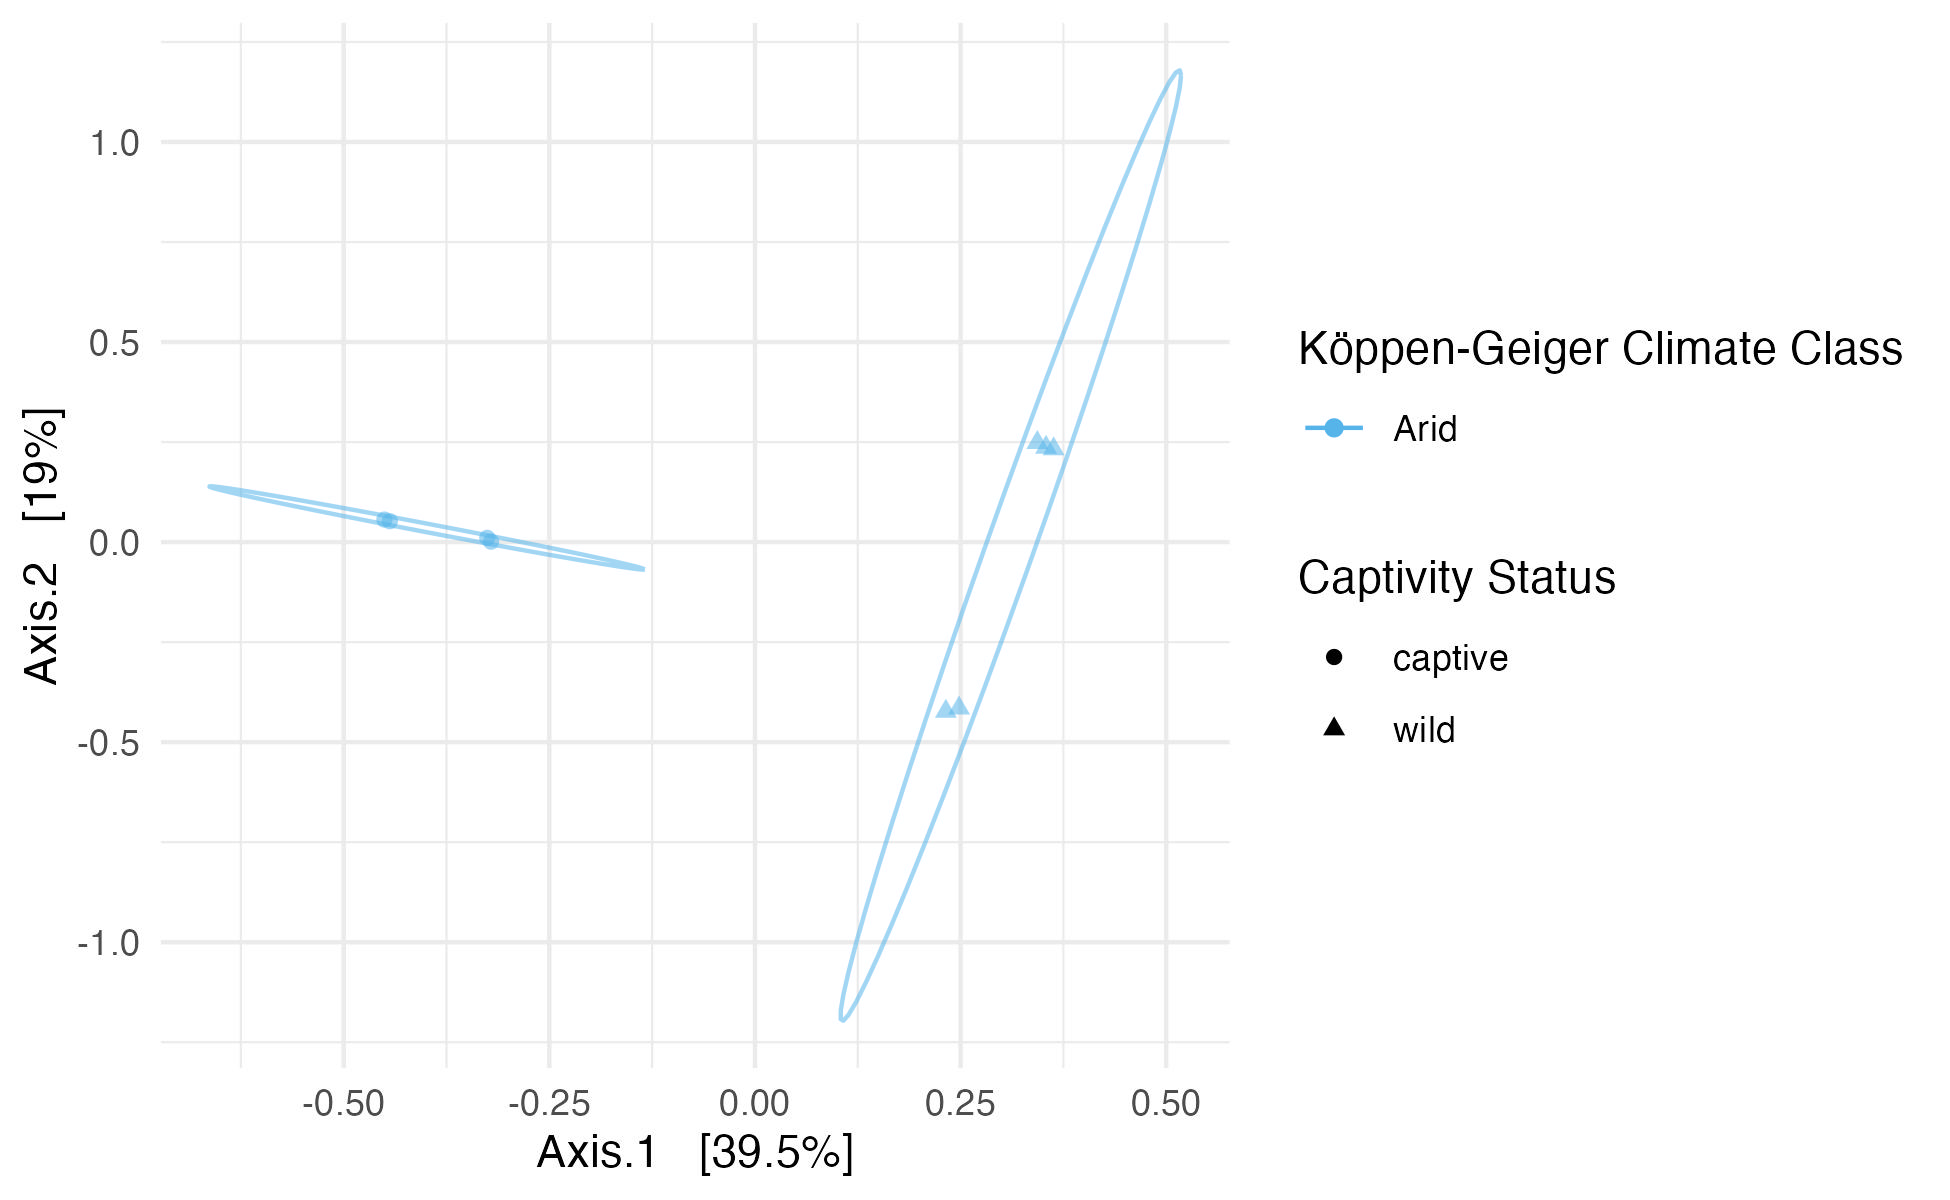 1.0
0.5
0.0
-0.5
-1.0
Axis.2 [19%]
-0.50 -0.25 0.00 0.25 0.50
Axis.1 [39.5%]
Köppen-Geiger Climate Class
Arid
Captivity Status
captive
wild